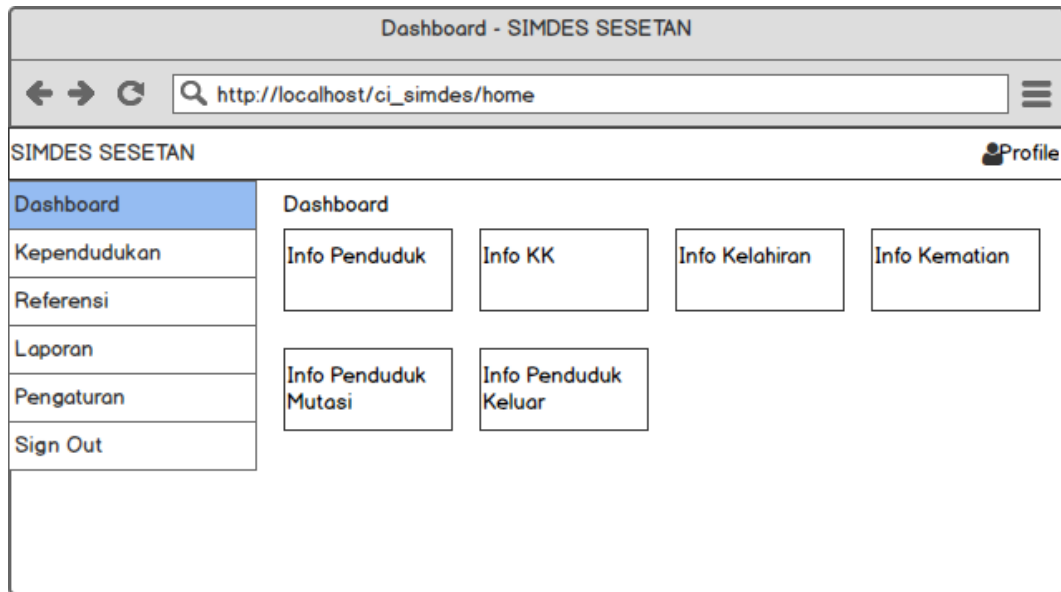 Dashboard - SIMDES SESETAN
http://localhost/ci_simdes/home
SIMDES SESETAN
Profile
Dashboard
Kependudukan
Referensi
Laporan
Pengaturan
Sign Out
Dashboard
Info Penduduk
Info KK
Info Kelahiran
Info Kematian
Info Penduduk
Mutasi
Info Penduduk
Keluar